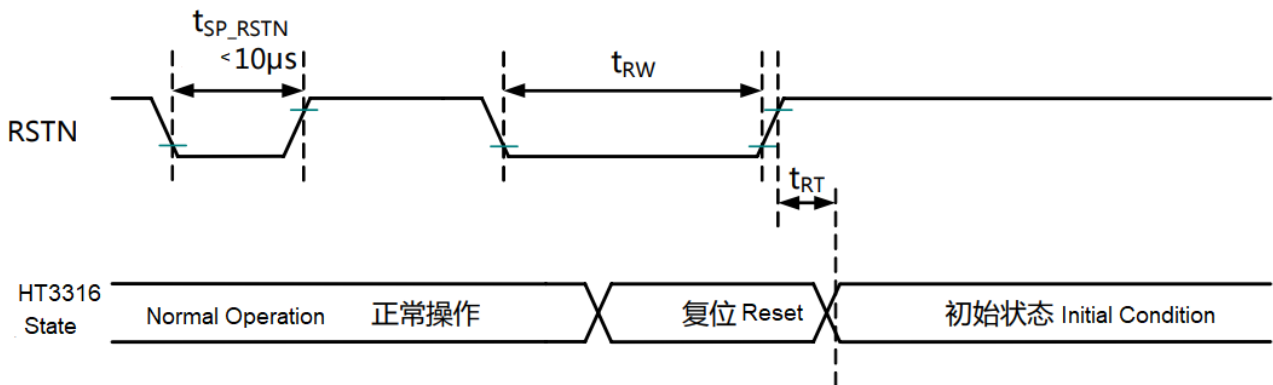 tSP_RSTN
<10μs
tRW
RSTN
tRT
HT3316
State
Normal Operation 正常操作
复位 Reset
初始状态 Initial Condition